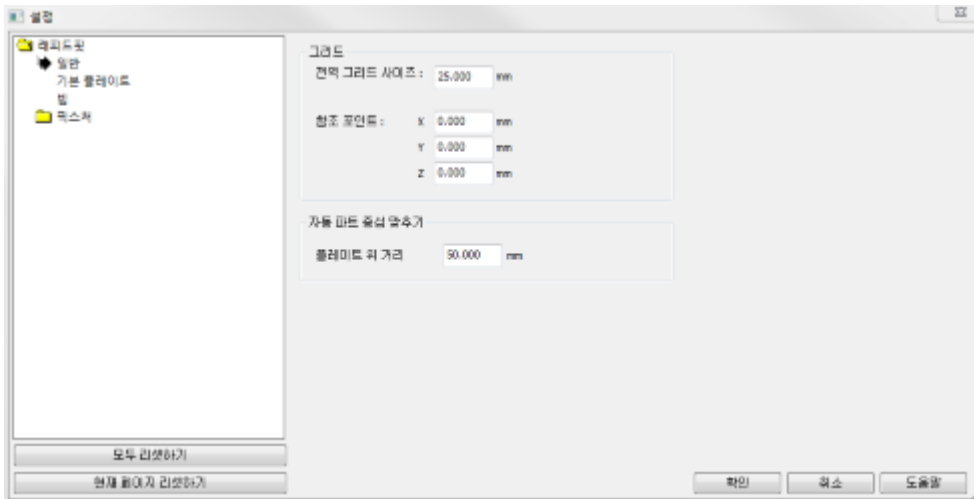 설정
래피드핏
일반
기본 플레이트
빔
픽스쳐
모두 리셋하기
현재 페이지 리셋하기
그리드
전역 그리드 사이즈 : 25.000 mm
참조 포인트 : X 0.000 mm
Y 0.000 mm
Z 0.000 mm
자동 파트 중심 맞추기
플레이트 위 거리 50.000 mm
확인 취소 도움말